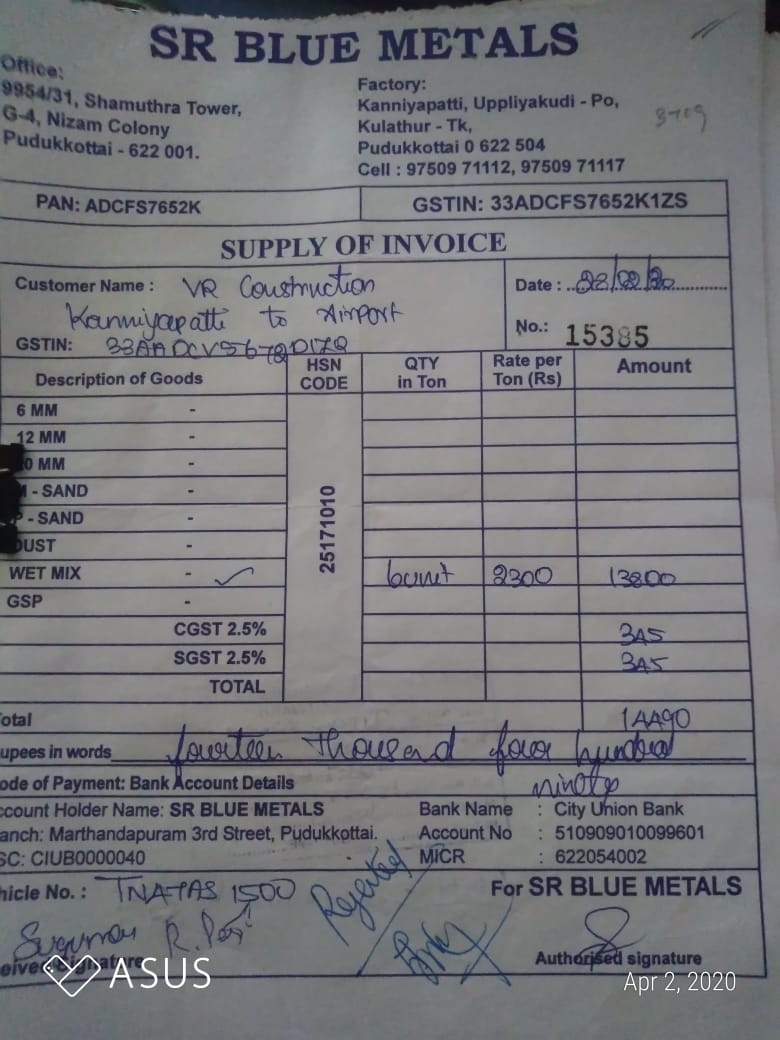 SR BLUE METALS
Office:
9954/31, Shamuthra Tower,
G-4, Nizam Colony
Pudukkottai - 622 001.
Factory:
Kanniyapatti, Uppliyakudi - Po,
Kulathur - Tk,
Pudukkottai 0 622 504
Cell : 97509 71112, 97509 71117
PAN: ADCFS7652K
GSTIN: 33ADCFS7652K1ZS
SUPPLY OF INVOICE
Customer Name : VR Construction
Kanniyapatti to Airport
GSTIN:
Date :
No.: 15385
Description of Goods HSN CODE QTY in Ton Rate per Ton (Rs) Amount
6 MM -
12 MM -
0 MM -
- SAND -
- SAND -
DUST -
25171010
WET MIX - ✓ 6unit 2300 13800
GSP -
CGST 2.5% 345
SGST 2.5% 345
TOTAL
otal 14490
upees in words fourteen thousand four hundred
ninety
ode of Payment: Bank Account Details
ccount Holder Name: SR BLUE METALS
anch: Marthandapuram 3rd Street, Pudukkottai.
SC: CIUB0000040
Bank Name : City Union Bank
Account No : 510909010099601
MICR : 622054002
hicle No. : 1500
For SR BLUE METALS
Rejected
eived Signature
Authorised signature
ASUS
Apr 2, 2020